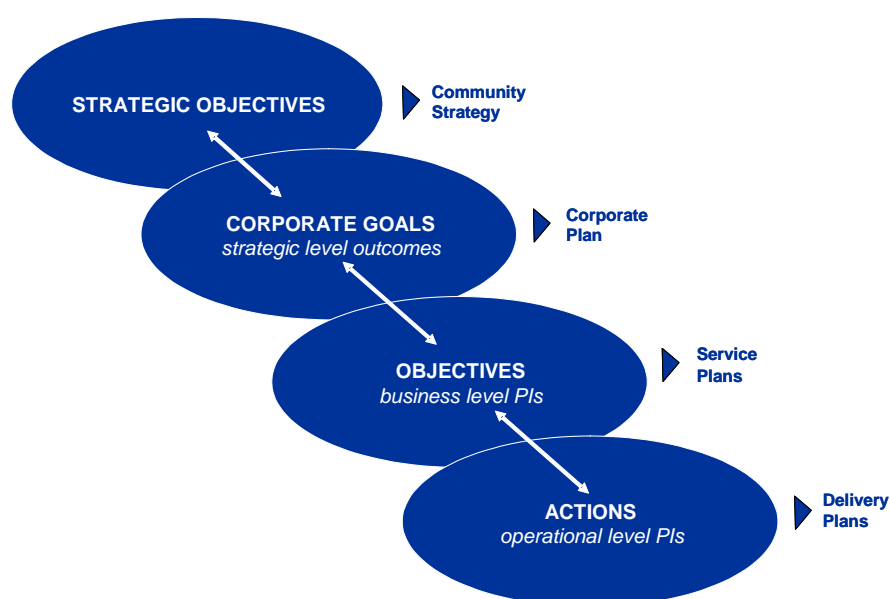 STRATEGIC OBJECTIVES
Community
Strategy
CORPORATE GOALS
strategic level outcomes
Corporate
Plan
OBJECTIVES
business level PIs
Service
Plans
ACTIONS
operational level PIs
Delivery
Plans